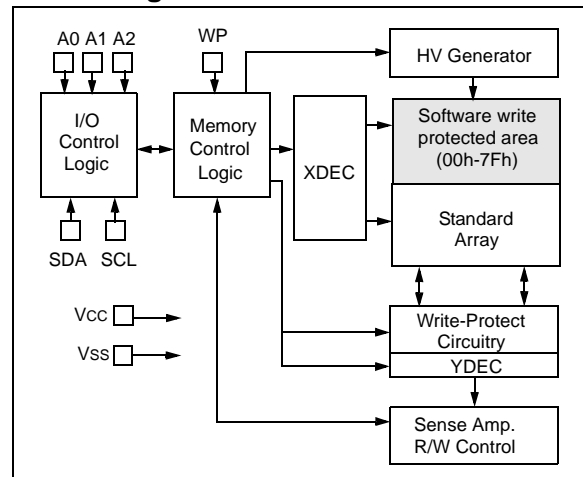 A0 A1 A2
WP
HV Generator
I/O
Control
Logic
Memory
Control
Logic
XDEC
Software write
protected area
(00h-7Fh)
Standard
Array
SDA SCL
Vcc
Vss
Write-Protect
Circuitry
YDEC
Sense Amp.
R/W Control